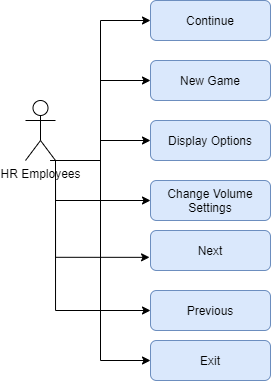 Continue
New Game
Display Options
HR Employees
Change Volume
Settings
Next
Previous
Exit